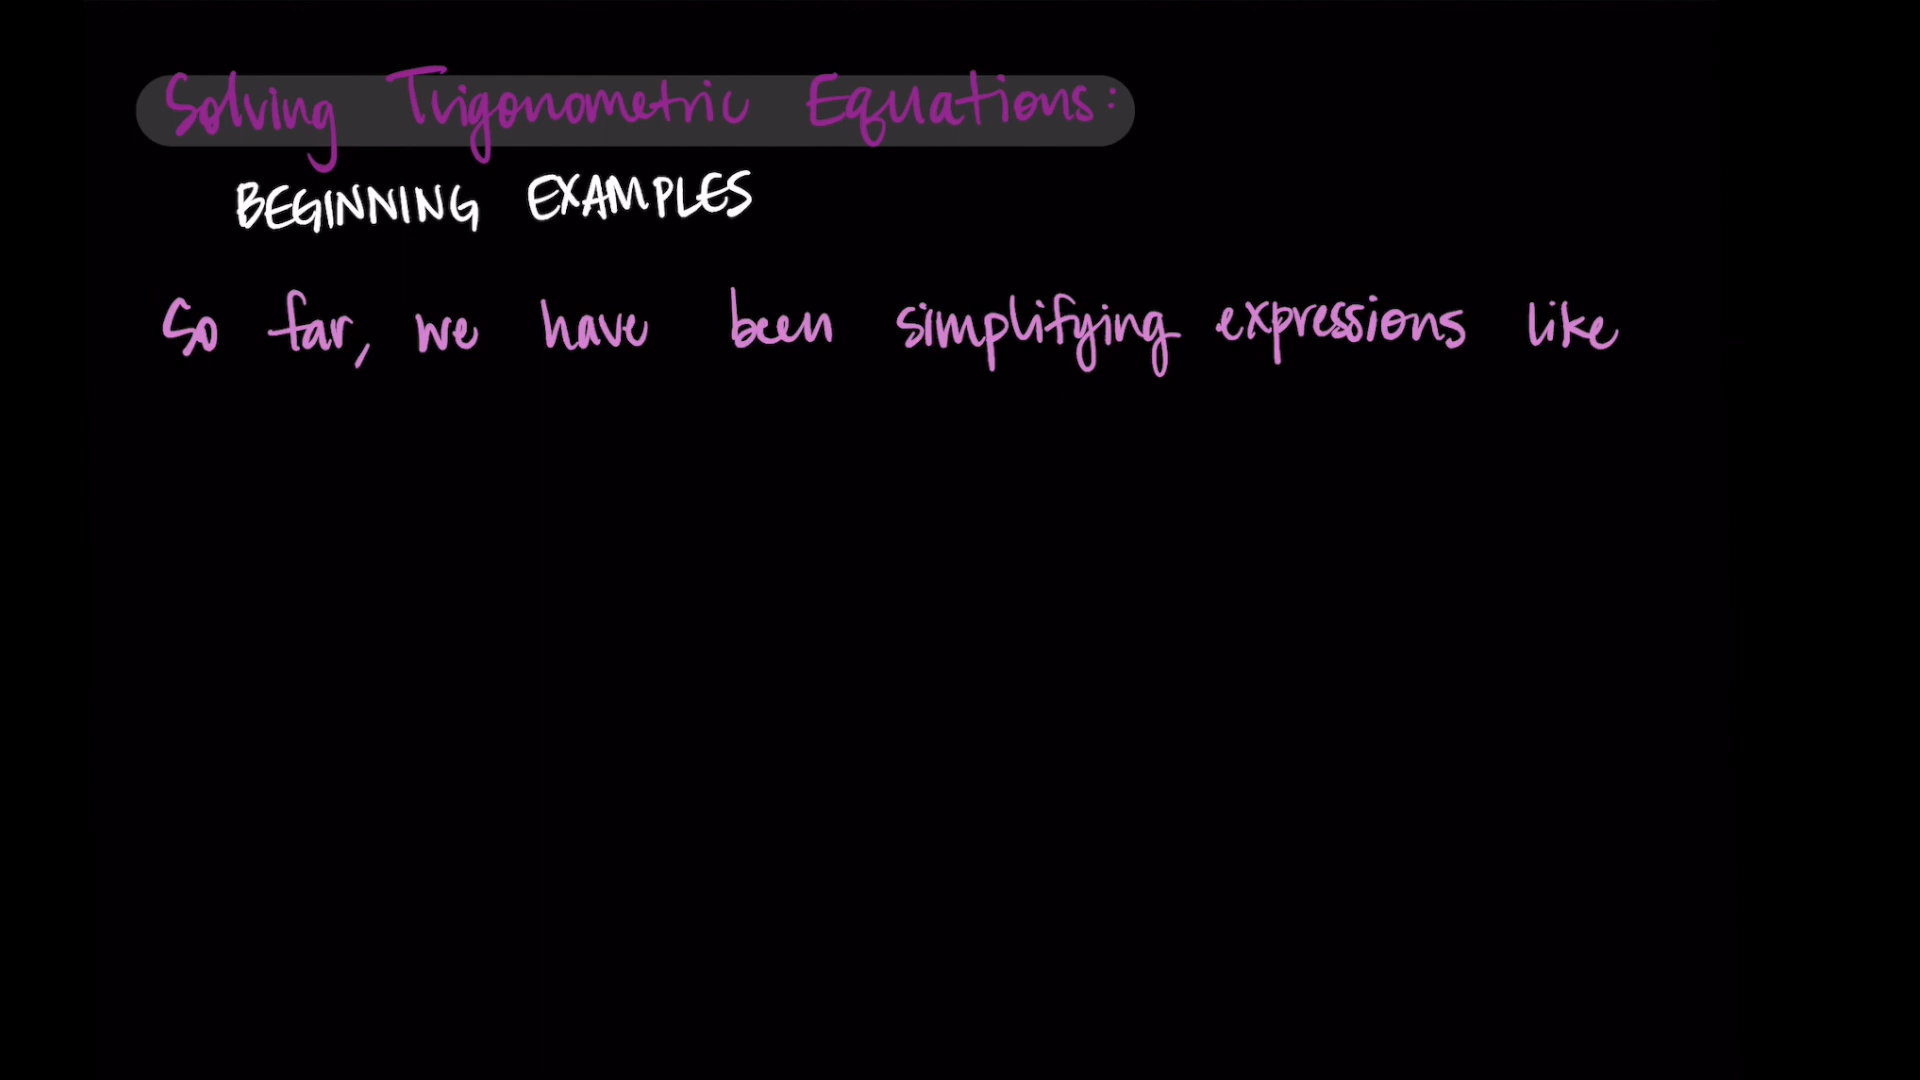 Solving Trigonometric Equations:
BEGINNING EXAMPLES
So far, we have been simplifying expressions like